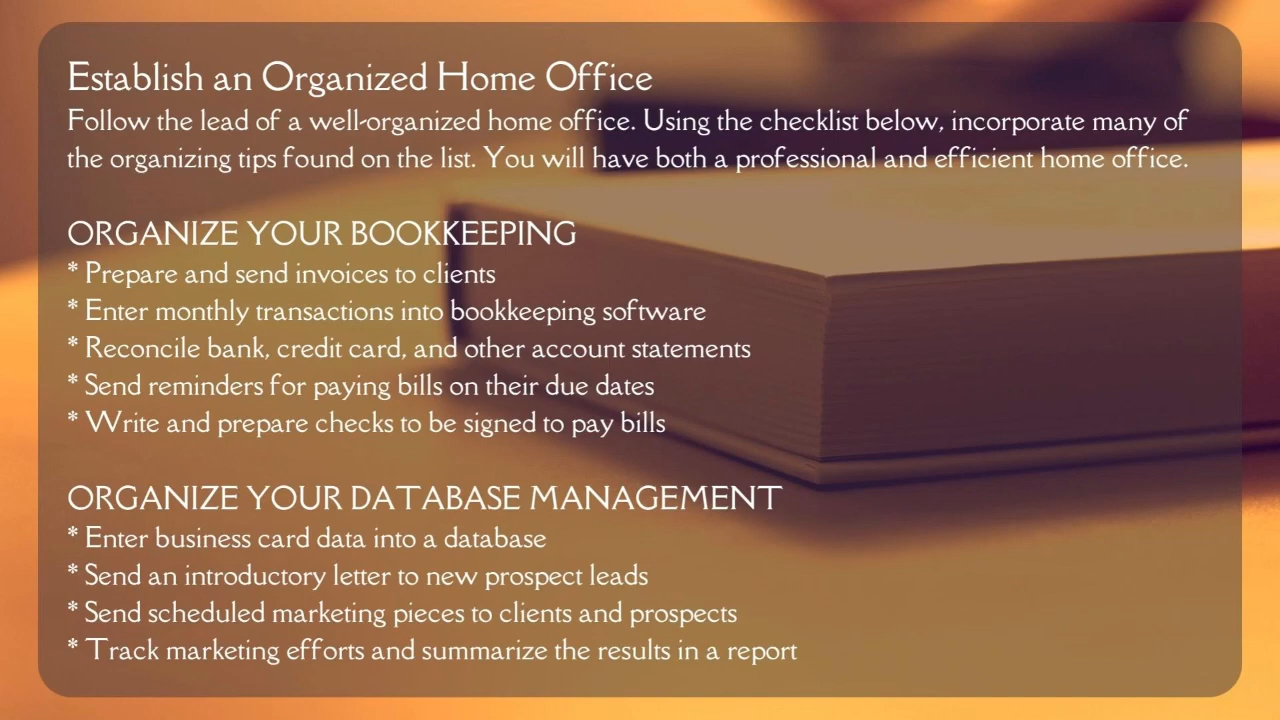 Establish an Organized Home Office
Follow the lead of a well-organized home office. Using the checklist below, incorporate many of
the organizing tips found on the list. You will have both a professional and efficient home office.
ORGANIZE YOUR BOOKKEEPING
* Prepare and send invoices to clients
* Enter monthly transactions into bookkeeping software
* Reconcile bank, credit card, and other account statements
* Send reminders for paying bills on their due dates
* Write and prepare checks to be signed to pay bills
ORGANIZE YOUR DATABASE MANAGEMENT
* Enter business card data into a database
* Send an introductory letter to new prospect leads
* Send scheduled marketing pieces to clients and prospects
* Track marketing efforts and summarize the results in a report